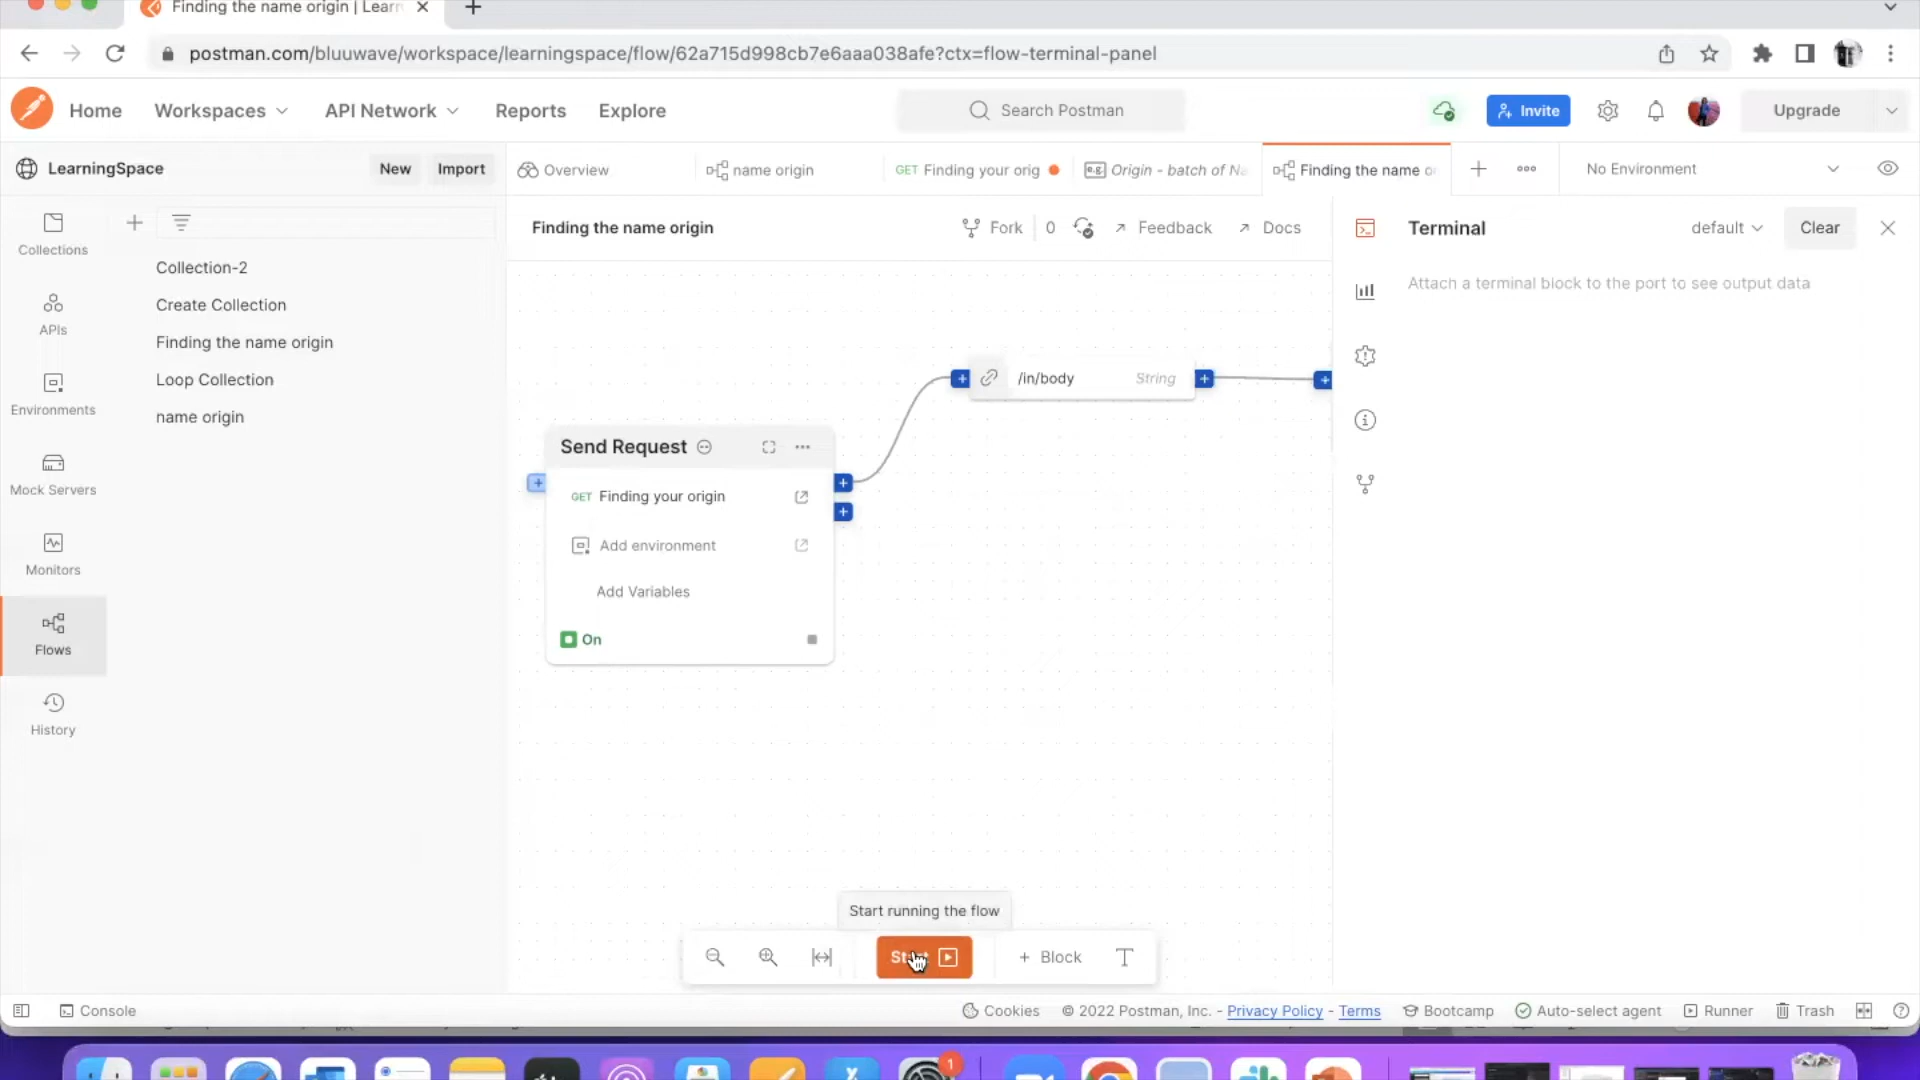 Finding the name origin | Learn
postman.com/bluuwave/workspace/learningspace/flow/62a715d998cb7e6aaa038afe?ctx=flow-terminal-panel
Home
Workspaces
API Network
Reports
Explore
Search Postman
Invite
Upgrade
LearningSpace
New
Import
Overview
name origin
GET Finding your orig
e.g. Origin - batch of Na
Finding the name or
No Environment
Collections
APIs
Environments
Mock Servers
Monitors
Flows
History
Collection-2
Create Collection
Finding the name origin
Loop Collection
name origin
Finding the name origin
Fork
0
Feedback
Docs
Terminal
default
Clear
Attach a terminal block to the port to see output data
/in/body
String
Send Request
GET Finding your origin
Add environment
Add Variables
On
Start running the flow
+ Block
T
Console
Cookies
© 2022 Postman, Inc. - Privacy Policy - Terms
Bootcamp
Auto-select agent
Runner
Trash
1